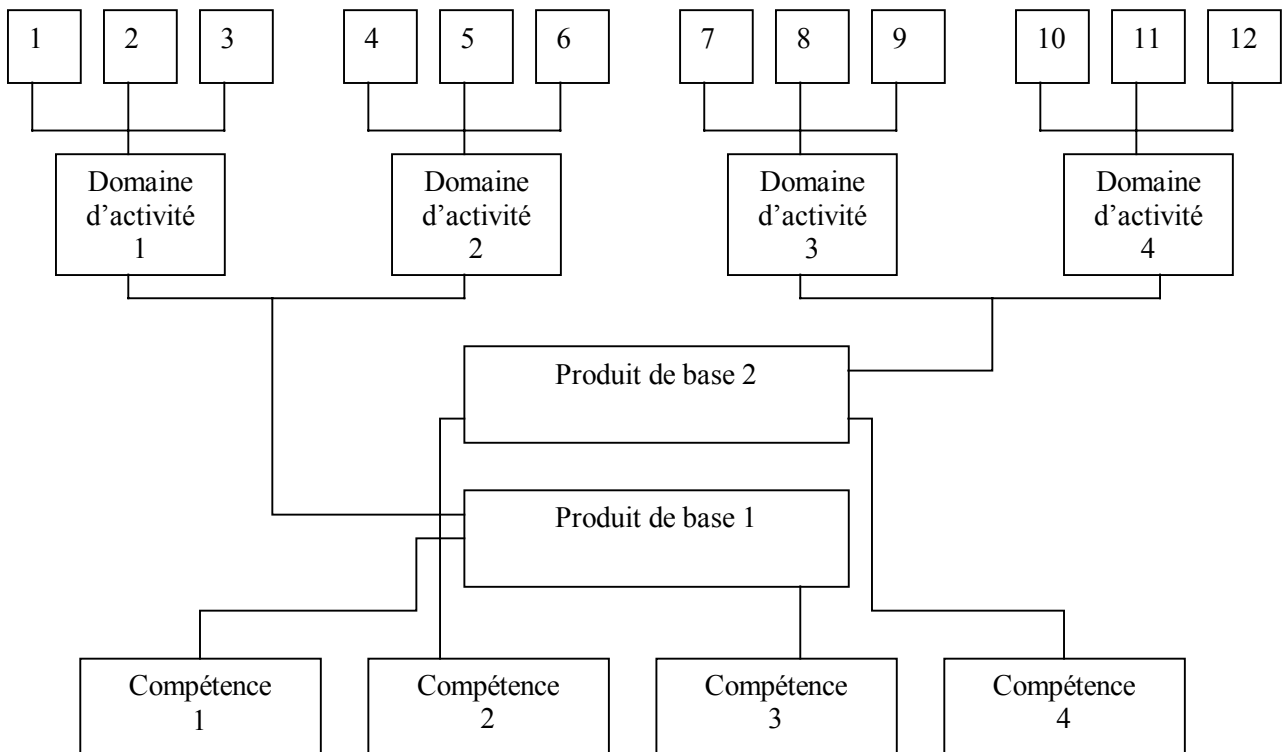 1 2 3 4 5 6 7 8 9 10 11 12
Domaine
d’activité
1
Domaine
d’activité
2
Domaine
d’activité
3
Domaine
d’activité
4
Produit de base 2
Produit de base 1
Compétence
1
Compétence
2
Compétence
3
Compétence
4